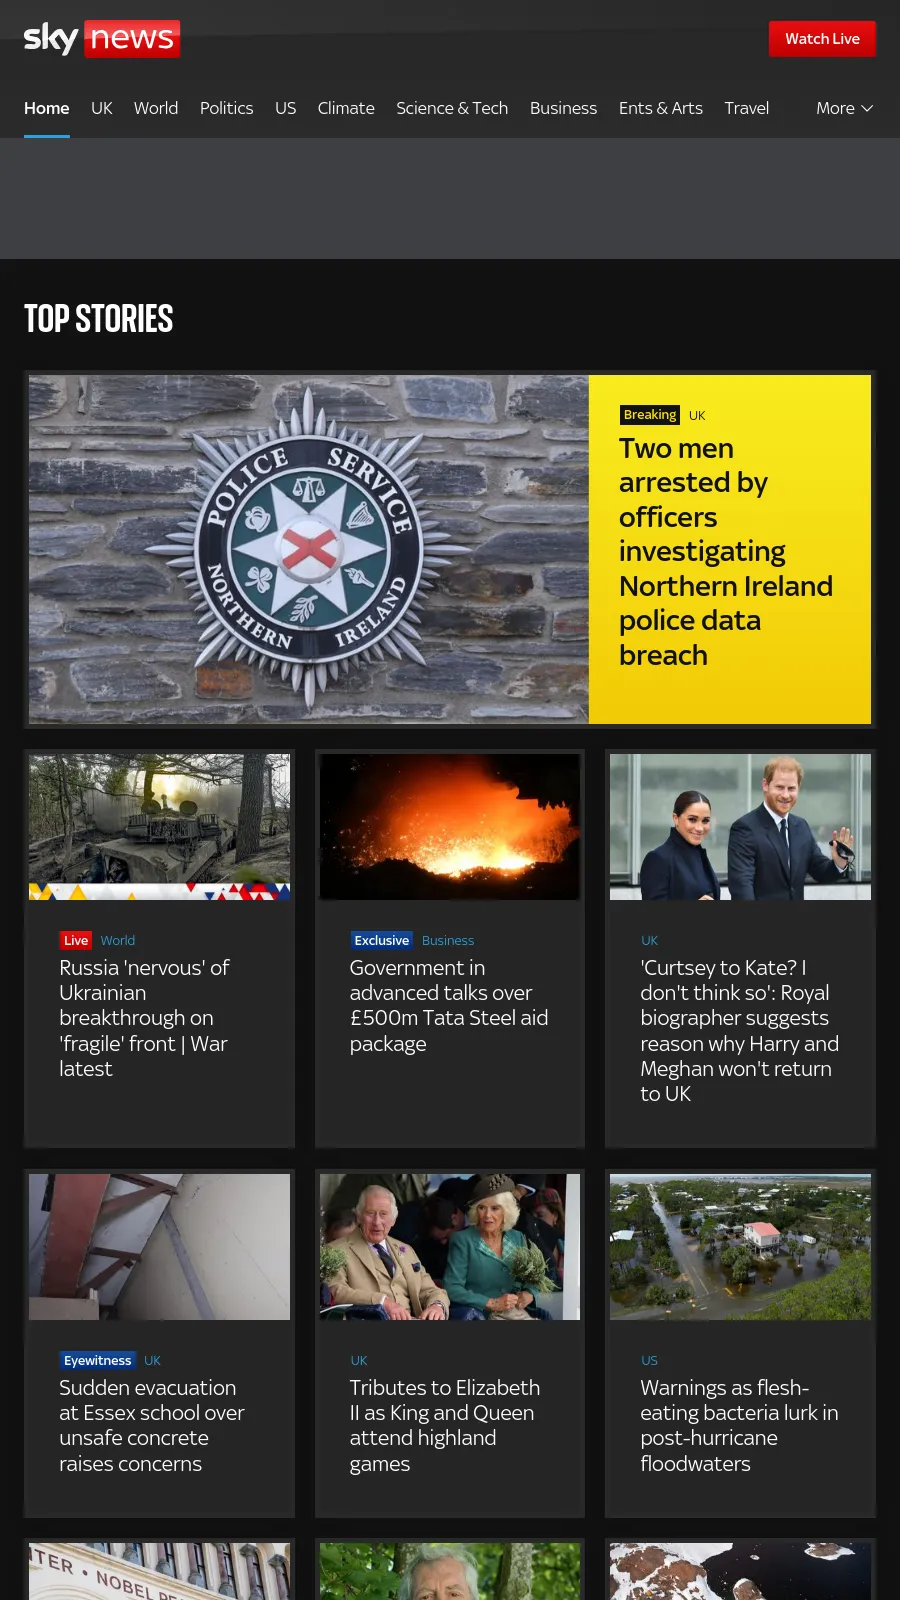 sky news
Watch Live
Home UK World Politics US Climate Science & Tech Business Ents & Arts Travel More
TOP STORIES
POLICE SERVICE
NORTHERN IRELAND
Breaking UK
Two men
arrested by
officers
investigating
Northern Ireland
police data
breach
Live World
Russia 'nervous' of
Ukrainian
breakthrough on
'fragile' front | War
latest
Exclusive Business
Government in
advanced talks over
£500m Tata Steel aid
package
UK
'Curtsey to Kate? I
don't think so': Royal
biographer suggests
reason why Harry and
Meghan won't return
to UK
Eyewitness UK
Sudden evacuation
at Essex school over
unsafe concrete
raises concerns
UK
Tributes to Elizabeth
II as King and Queen
attend highland
games
US
Warnings as flesh-
eating bacteria lurk in
post-hurricane
floodwaters
NOBEL